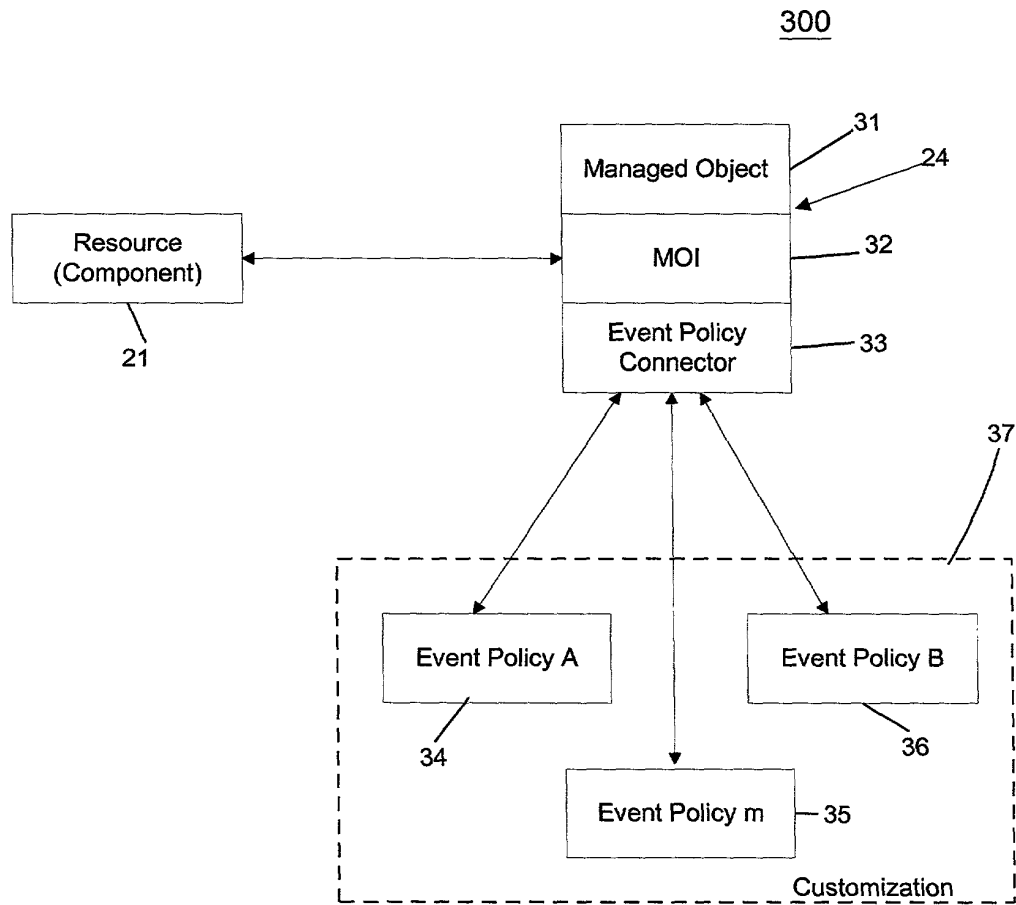 300
31
Managed Object
24
Resource
(Component)
MOI
32
21
Event Policy
Connector
33
37
Event Policy A
Event Policy B
34
36
Event Policy m
35
Customization